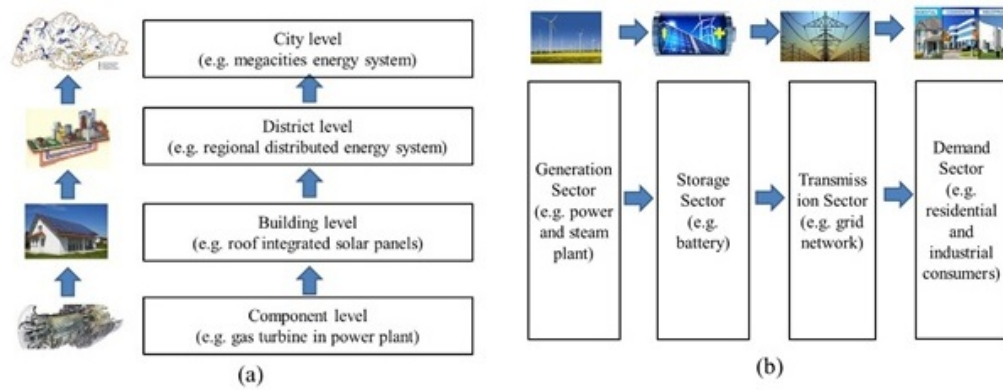 City level
(e.g. megacities energy system)
District level
(e.g. regional distributed energy system)
Building level
(e.g. roof integrated solar panels)
Component level
(e.g. gas turbine in power plant)
(a)
Generation
Sector
(e.g. power
and steam
plant)
Storage
Sector
(e.g.
battery)
Transmiss
ion Sector
(e.g. grid
network)
Demand
Sector
(e.g.
residential
and
industrial
consumers)
(b)